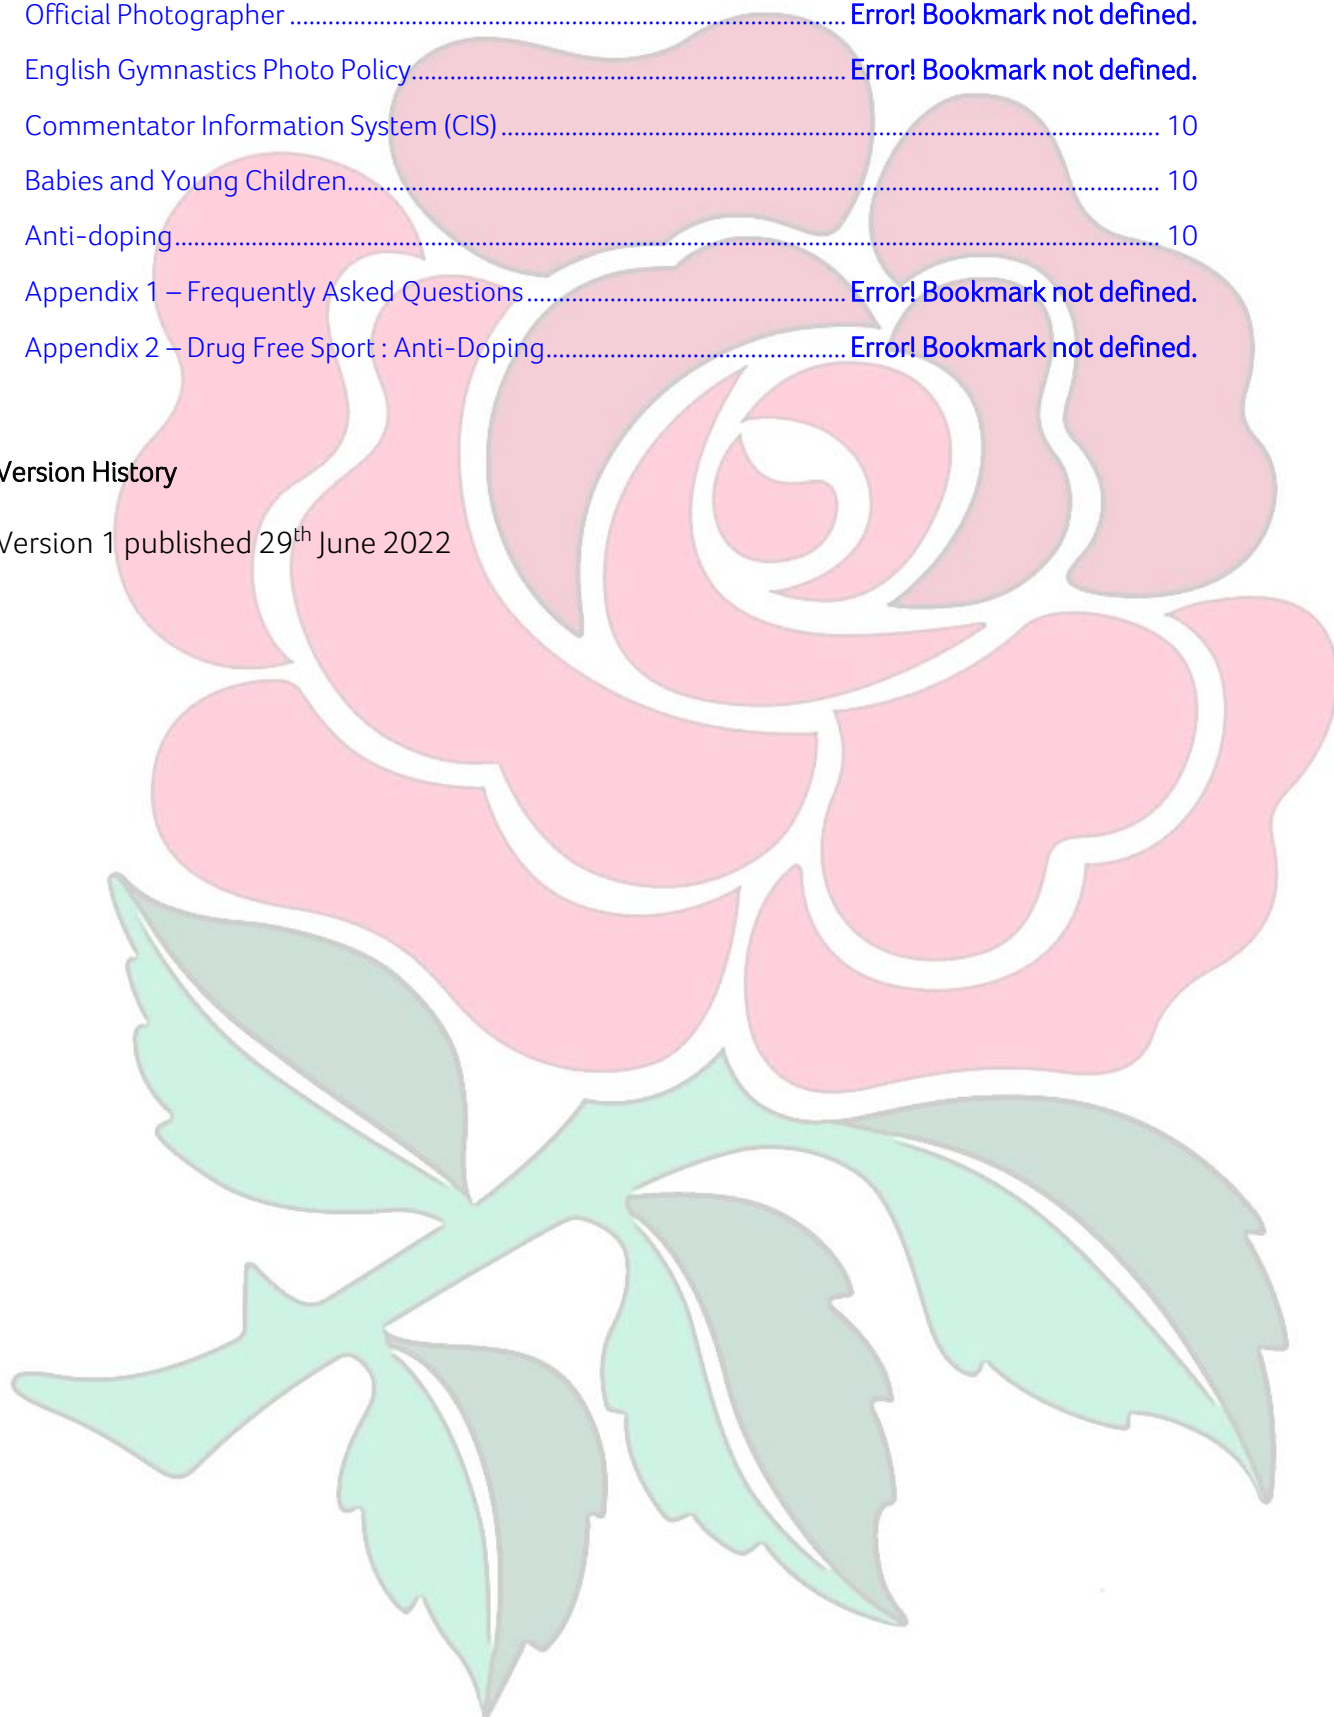 Official Photographer ........................................................................ Error! Bookmark not defined.
English Gymnastics Photo Policy........................................................ Error! Bookmark not defined.
Commentator Information System (CIS) ..................................................................................... 10
Babies and Young Children......................................................................................................... 10
Anti-doping............................................................................................................................... 10
Appendix 1 – Frequently Asked Questions ......................................... Error! Bookmark not defined.
Appendix 2 – Drug Free Sport : Anti-Doping....................................... Error! Bookmark not defined.
Version History
Version 1 published 29th June 2022